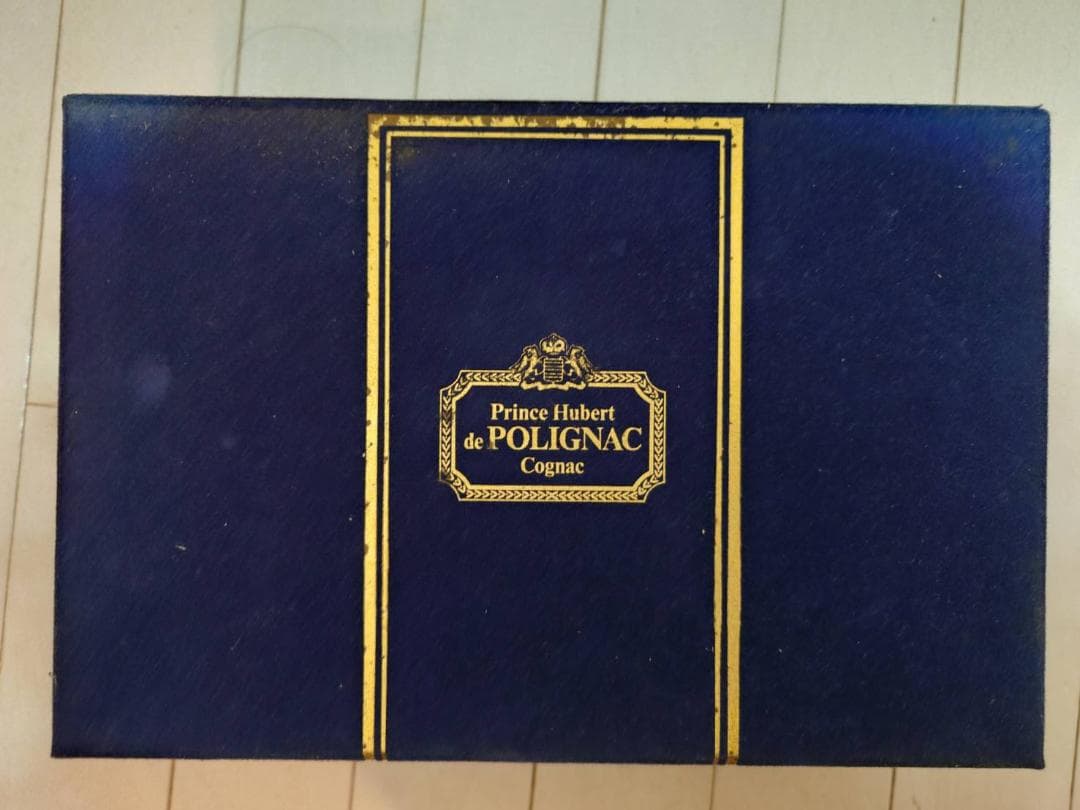 Prince Hubert
de POLIGNAC
Cognac